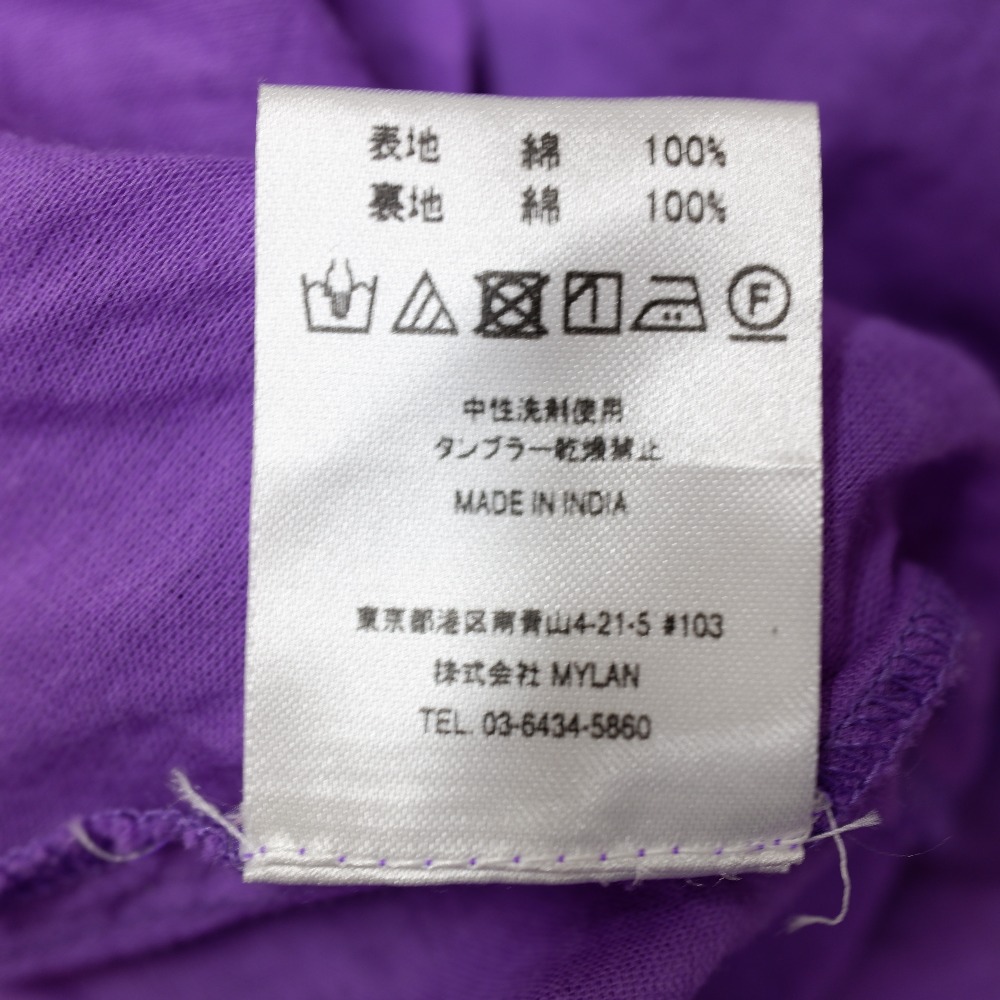 表地 綿 100%
裏地 綿 100%
F
中性洗剤使用
タンブラー乾燥禁止
MADE IN INDIA
東京都港区南青山4-21-5 #103
株式会社 MYLAN
TEL. 03-6434-5860